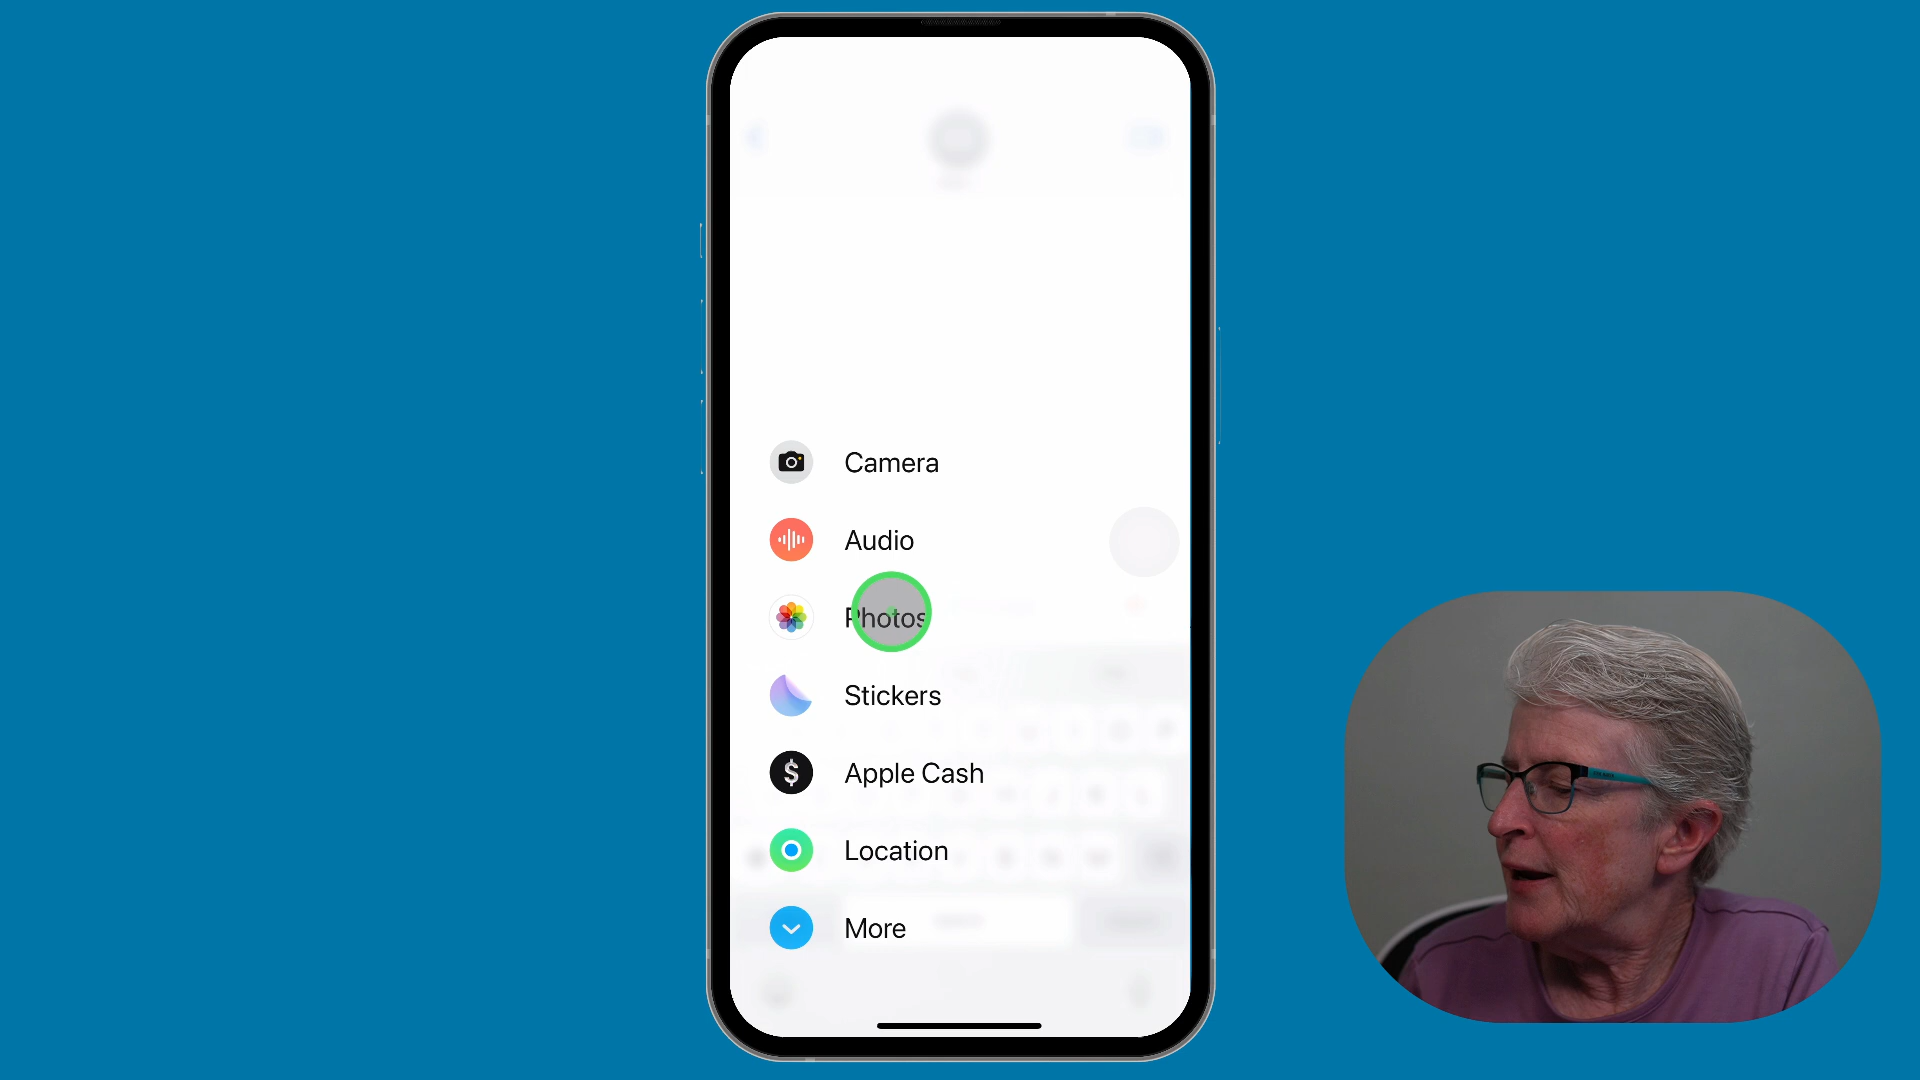 Camera
Audio
Photos
Stickers
$ Apple Cash
Location
More